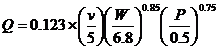 Q = 0.123 × (v/5) (W/6.8)^0.85 (P/0.5)^0.75